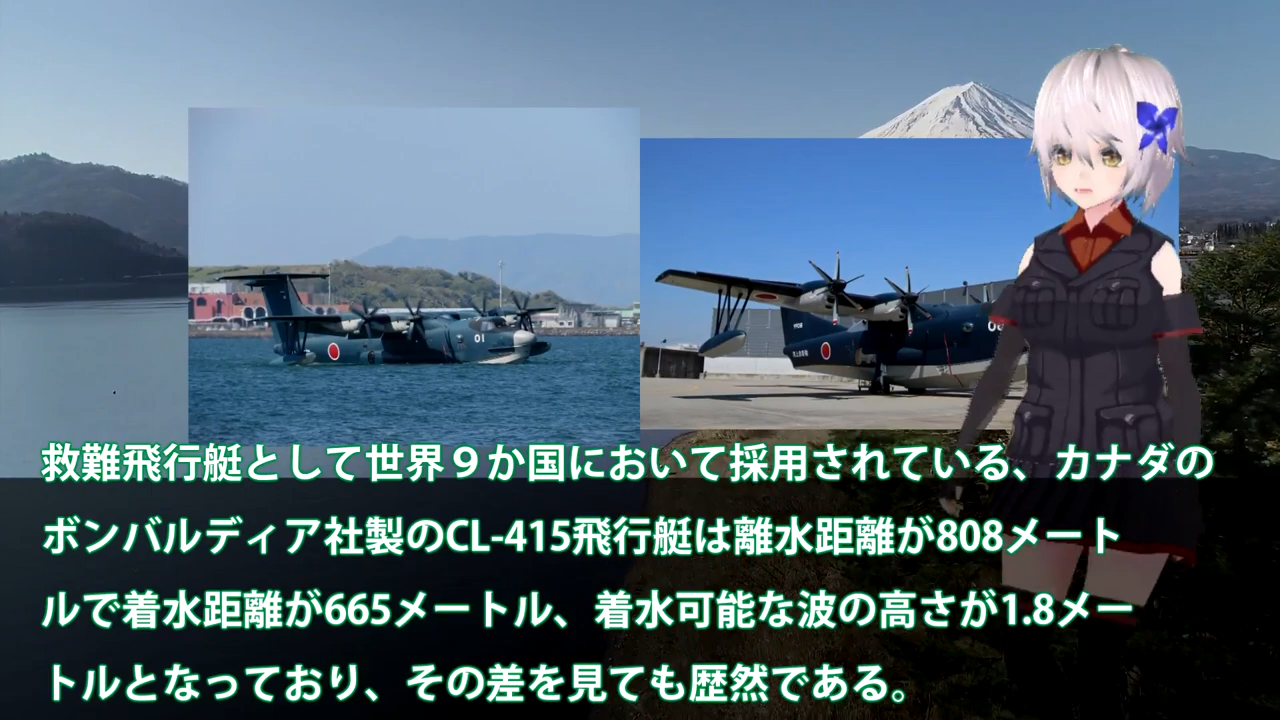 01
救難飛行艇として世界９か国において採用されている、カナダの
ボンバルディア社製のCL-415飛行艇は離水距離が808メート
ルで着水距離が665メートル、着水可能な波の高さが1.8メー
トルとなっており、その差を見ても歴然である。